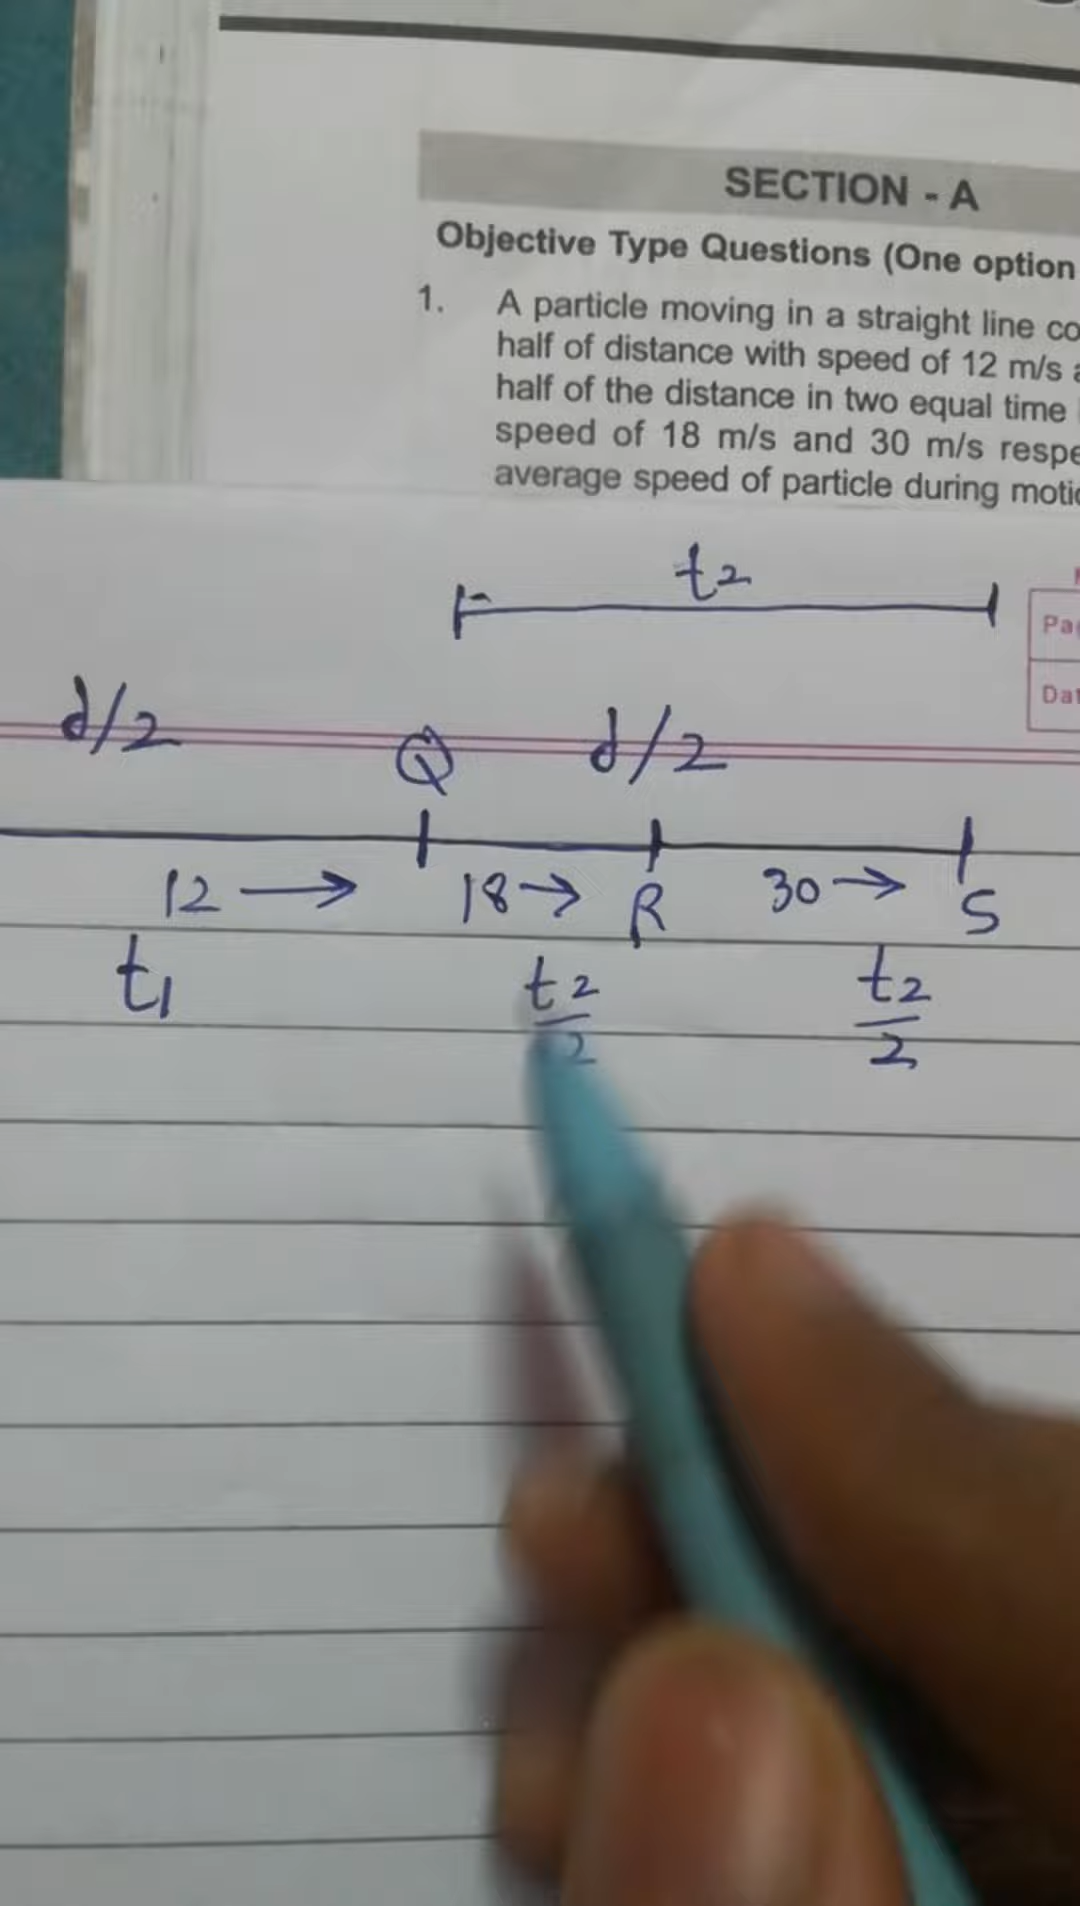 SECTION - A
Objective Type Questions (One option
1. A particle moving in a straight line co
half of distance with speed of 12 m/s a
half of the distance in two equal time
speed of 18 m/s and 30 m/s respe
average speed of particle during motio
t2
Pa
Dat
d/2 Q d/2
12 → 18 → R 30 → S
t1 t2/2 t2/2